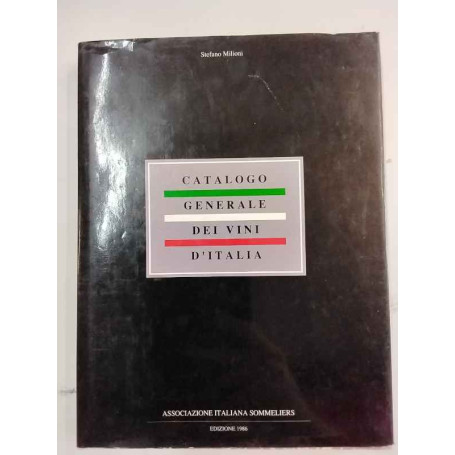 Stefano Milioni
CATALOGO
GENERALE
DEI VINI
D'ITALIA
ASSOCIAZIONE ITALIANA SOMMELIERS
EDIZIONE 1986